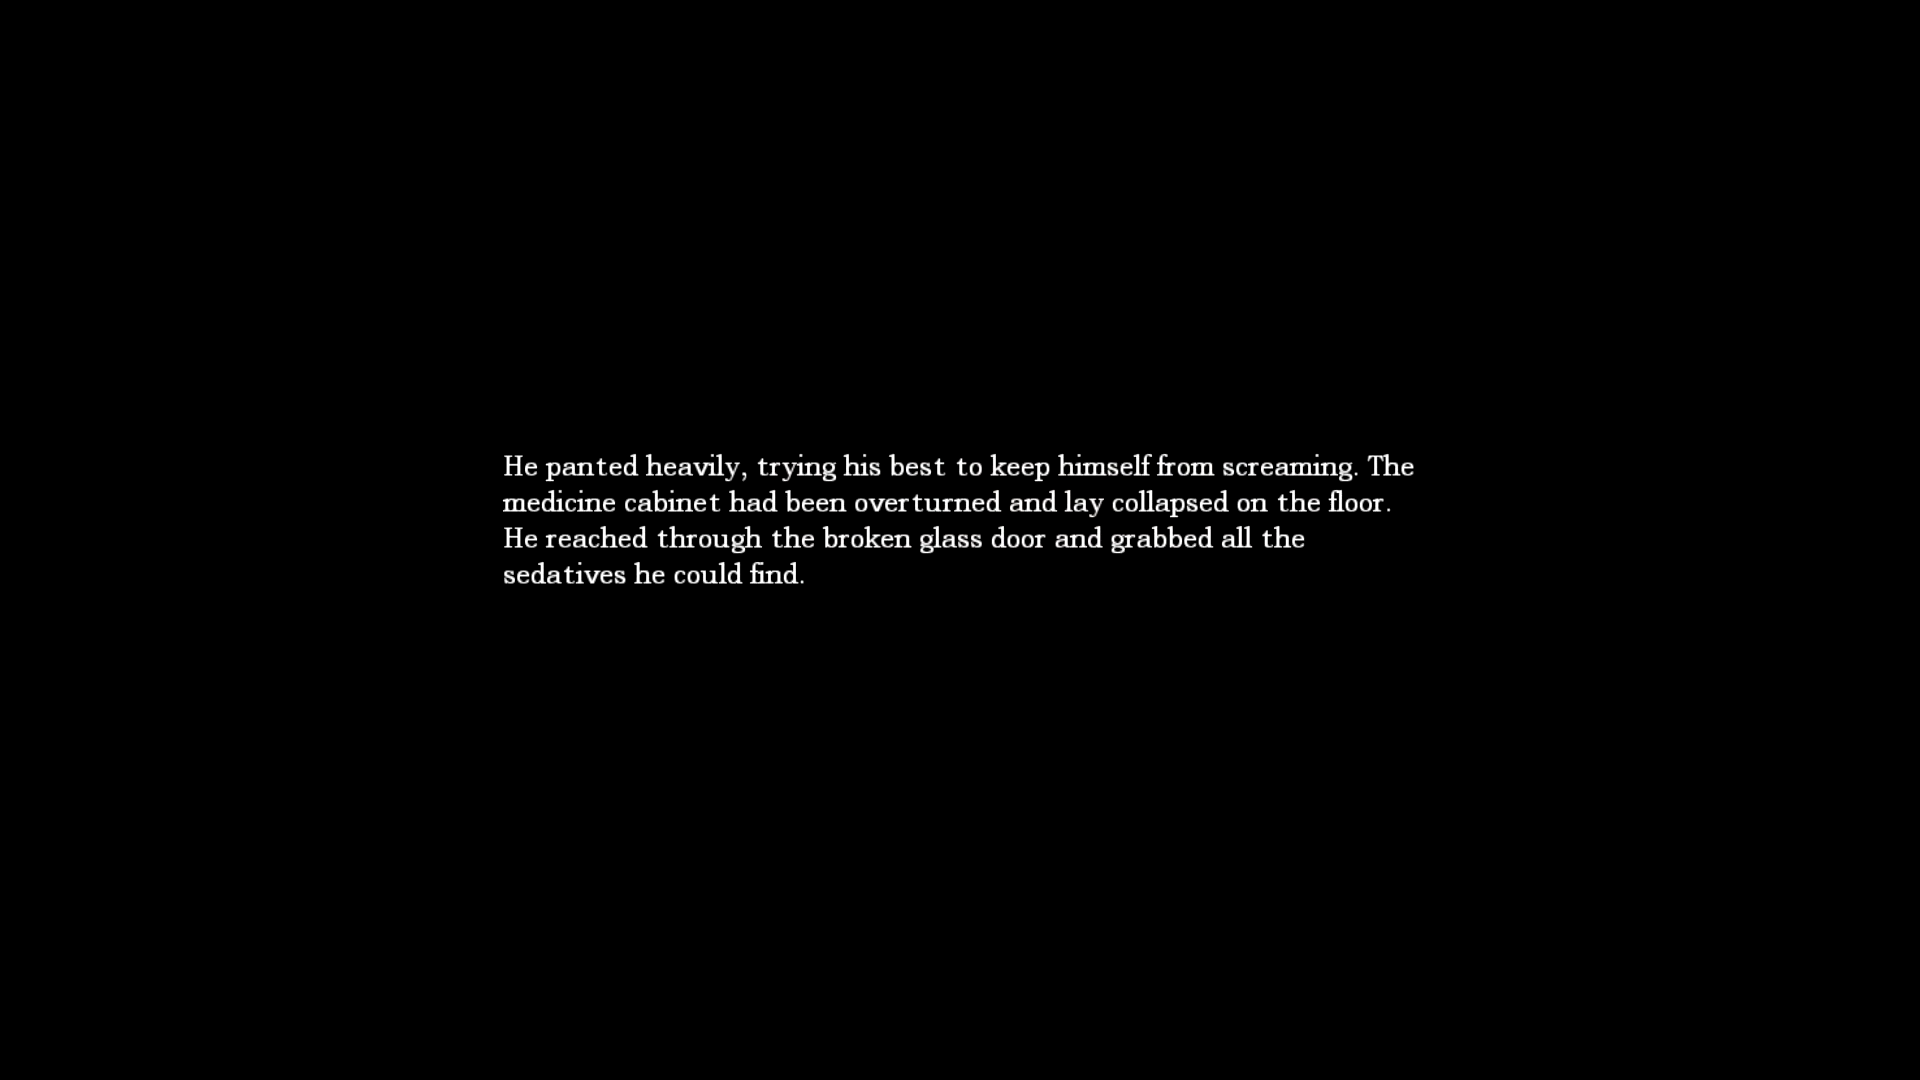 He panted heavily, trying his best to keep himself from screaming. The
medicine cabinet had been overturned and lay collapsed on the floor.
He reached through the broken glass door and grabbed all the
sedatives he could find.